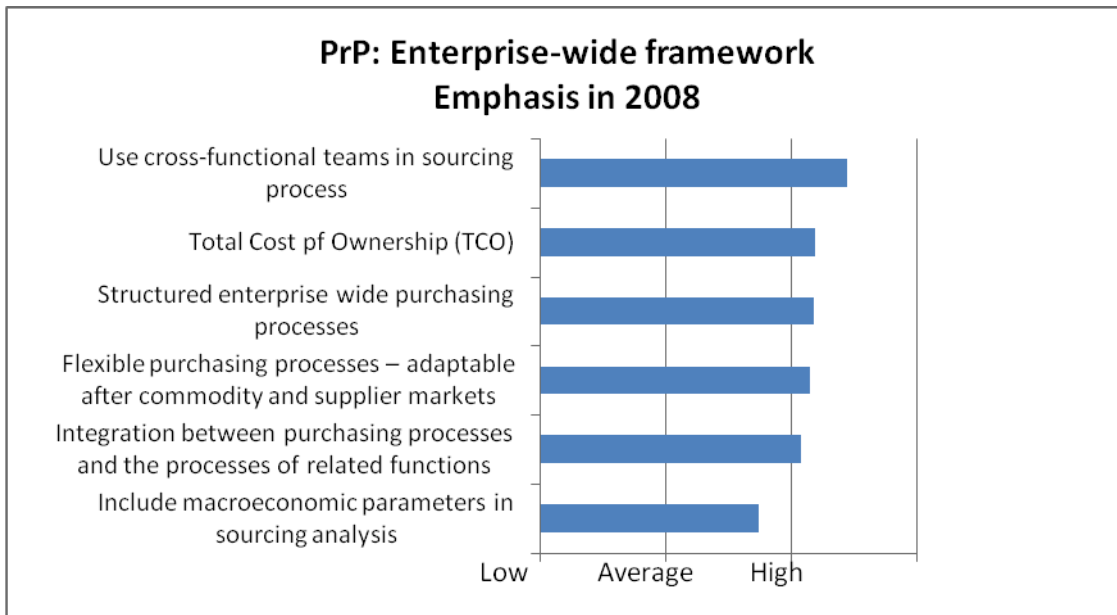 PrP: Enterprise-wide framework
Emphasis in 2008
Use cross-functional teams in sourcing
process
Total Cost pf Ownership (TCO)
Structured enterprise wide purchasing
processes
Flexible purchasing processes – adaptable
after commodity and supplier markets
Integration between purchasing processes
and the processes of related functions
Include macroeconomic parameters in
sourcing analysis
Low Average High